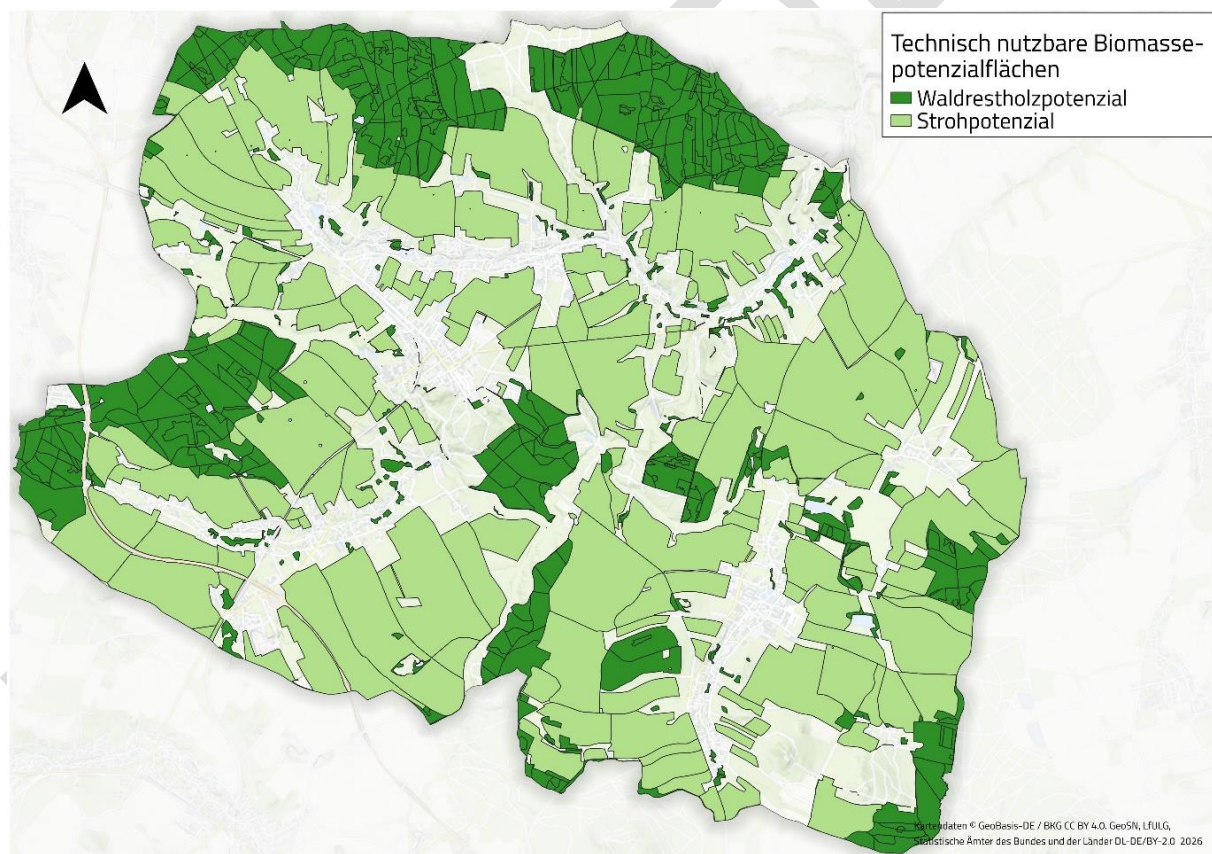 Technisch nutzbare Biomasse-
potenzialflächen
Waldrestholzpotenzial
Strohpotenzial
Kartendaten © GeoBasis-DE / BKG CC BY 4.0. GeoSN, LfULG,
Statistische Ämter des Bundes und der Länder DL-DE/BY-2.0 2026